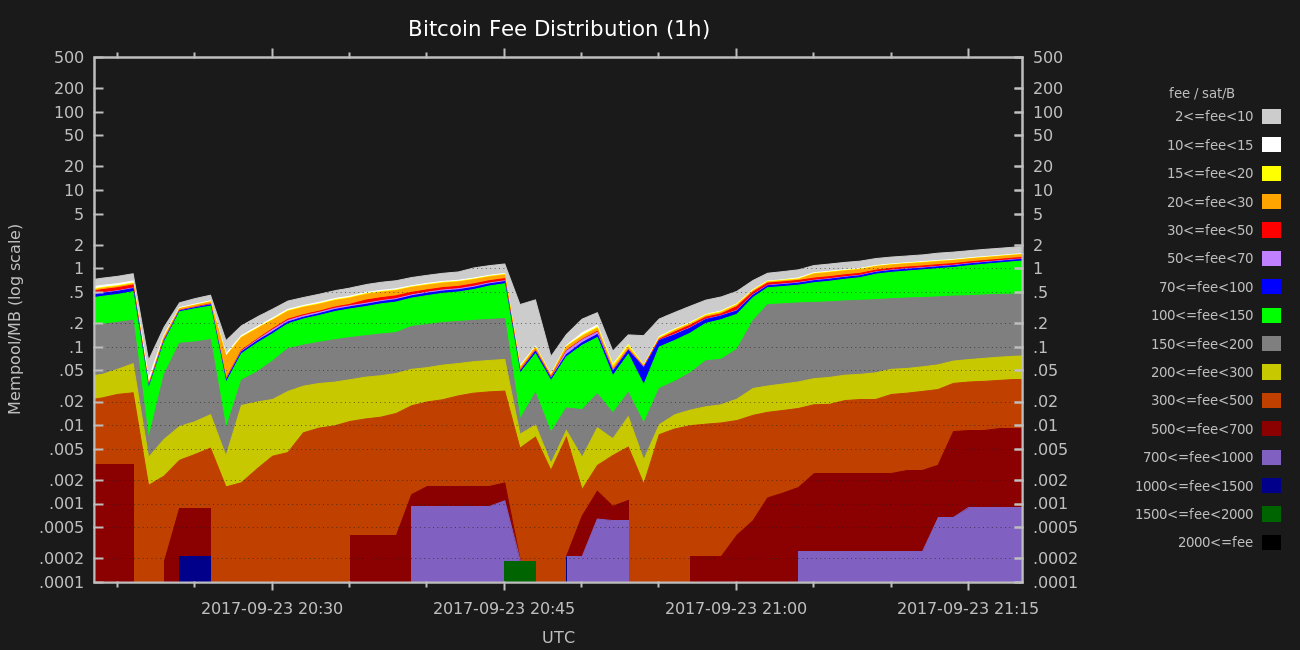 Bitcoin Fee Distribution (1h)
Mempool/MB (log scale)
500
200
100
50
20
10
5
2
1
.5
.2
.1
.05
.02
.01
.005
.002
.001
.0005
.0002
.0001
500
200
100
50
20
10
5
2
1
.5
.2
.1
.05
.02
.01
.005
.002
.001
.0005
.0002
.0001
2017-09-23 20:30
2017-09-23 20:45
2017-09-23 21:00
2017-09-23 21:15
UTC
fee / sat/B
2<=fee<10
10<=fee<15
15<=fee<20
20<=fee<30
30<=fee<50
50<=fee<70
70<=fee<100
100<=fee<150
150<=fee<200
200<=fee<300
300<=fee<500
500<=fee<700
700<=fee<1000
1000<=fee<1500
1500<=fee<2000
2000<=fee